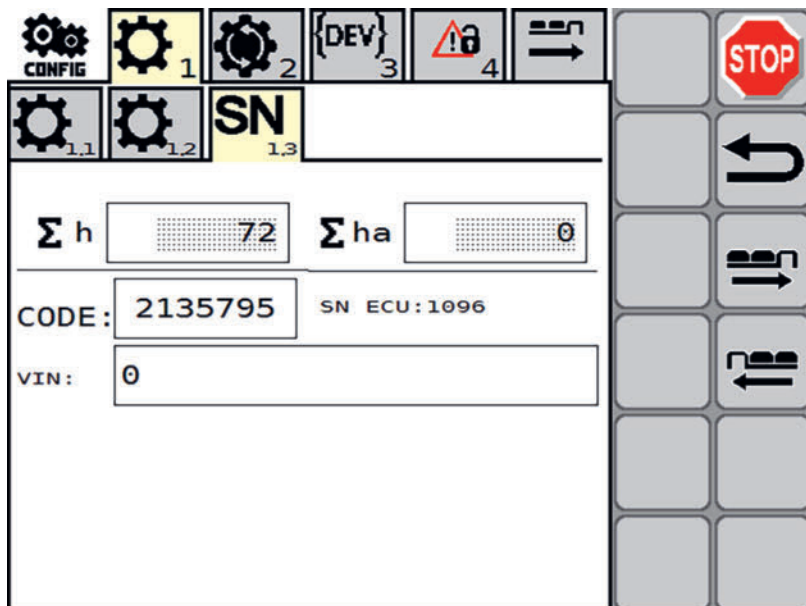 CONFIG
1
2
{DEV}
3
4
STOP
1,1
1,2
SN
1,3
Σ h
72
Σ ha
0
CODE:
2135795
SN ECU:1096
VIN:
0